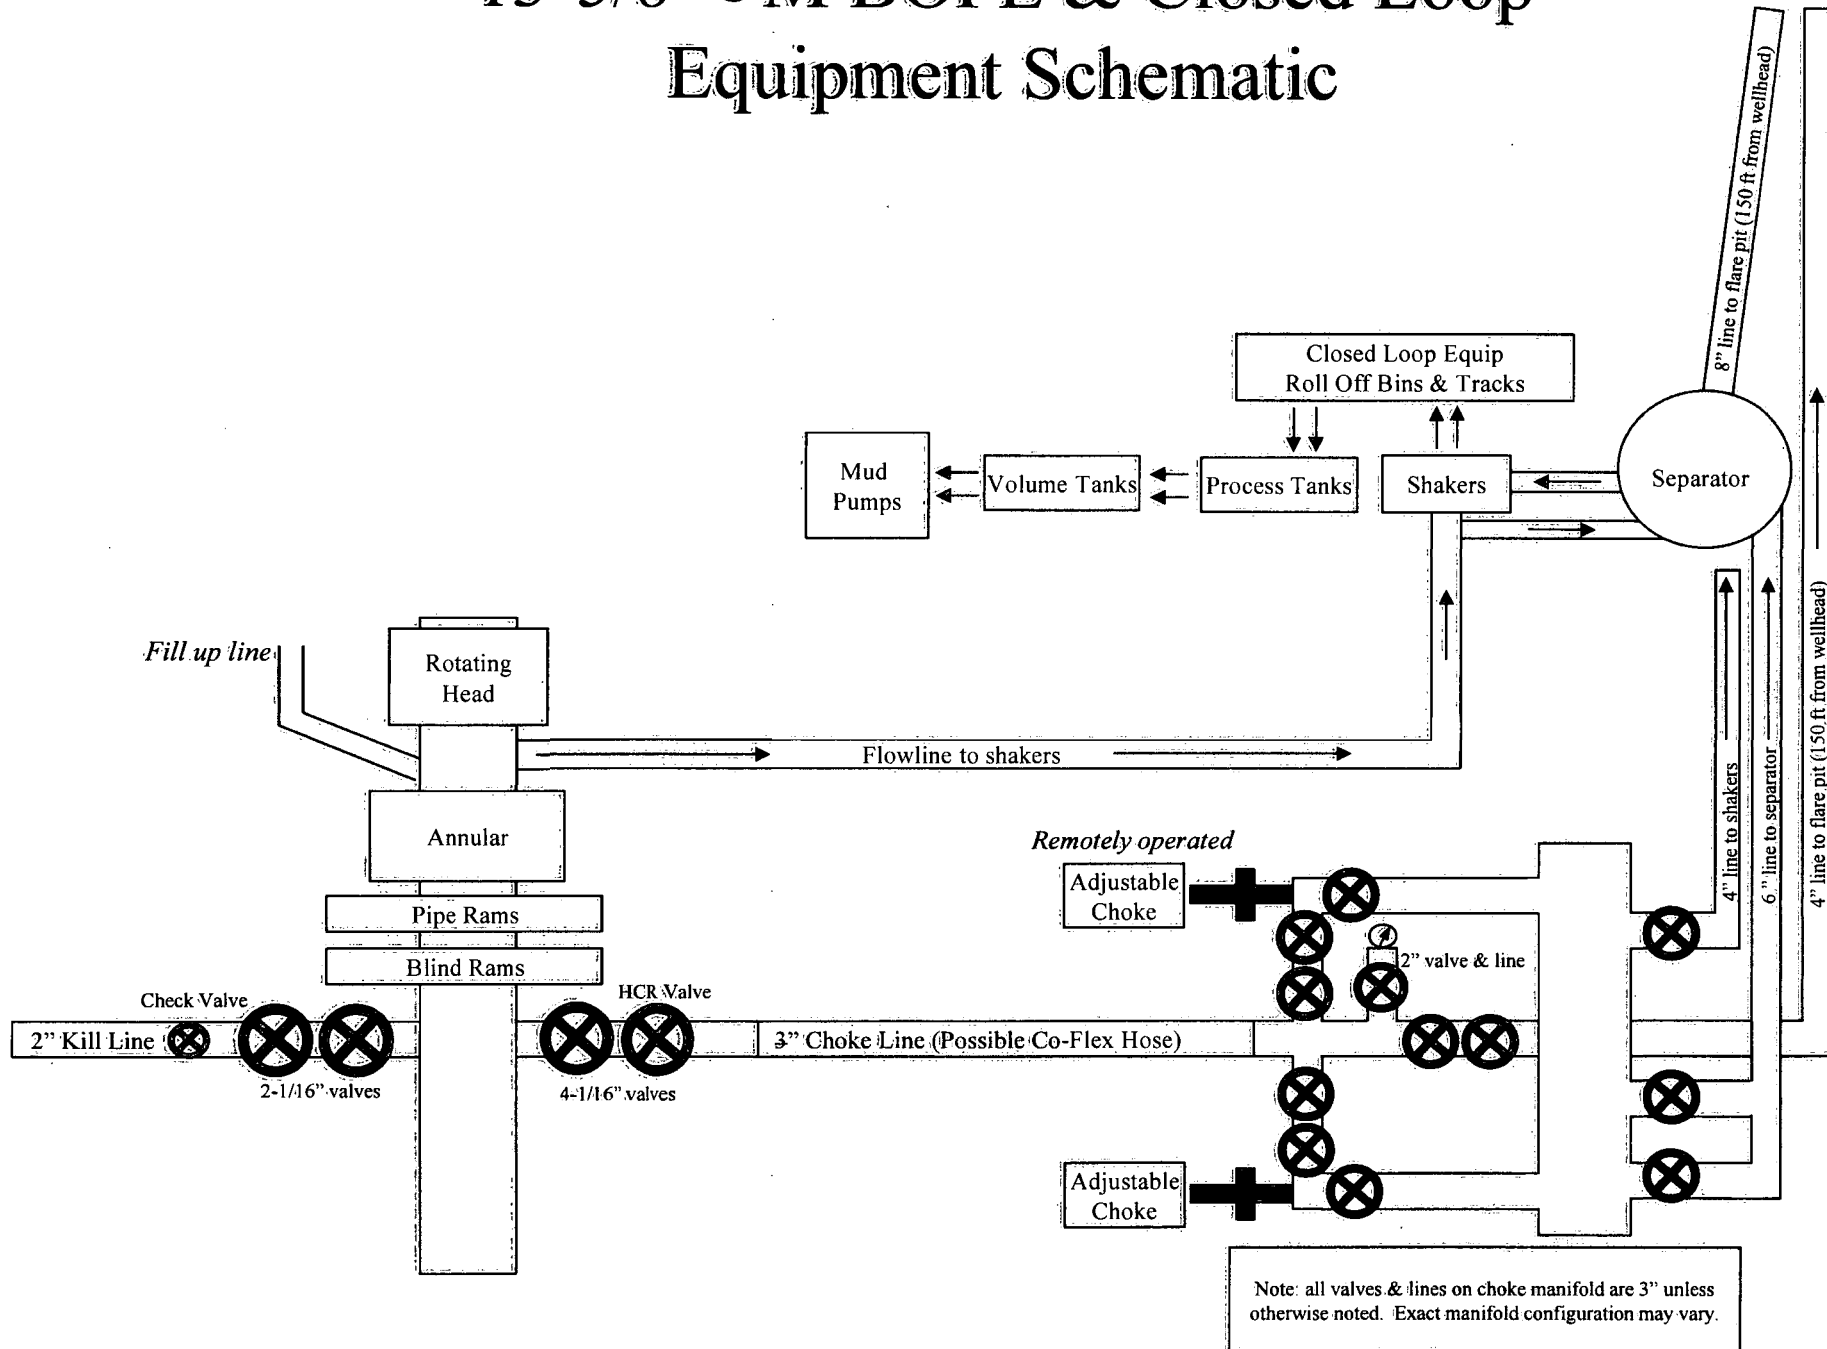 M BOPE & Closed Loop
Equipment Schematic
8” line to flare pit (150 ft from wellhead)
Closed Loop Equip
Roll Off Bins & Tracks
Mud
Pumps
Volume Tanks
Process Tanks
Shakers
Separator
Fill up line
Rotating
Head
Flowline to shakers
Annular
Pipe Rams
Blind Rams
Check Valve
HCR Valve
2” Kill Line
3” Choke Line (Possible Co-Flex Hose)
2-1/16” valves
4-1/16” valves
Remotely operated
Adjustable
Choke
2” valve & line
4” line to shakers
6” line to separator
4” line to flare pit (150 ft from wellhead)
Adjustable
Choke
Note: all valves & lines on choke manifold are 3” unless
otherwise noted. Exact manifold configuration may vary.